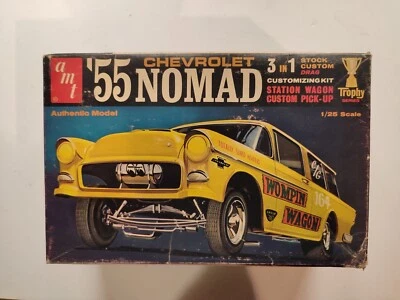 amt
'55
CHEVROLET
NOMAD
3 IN 1
STOCK
CUSTOM
DRAG
CUSTOMIZING KIT
STATION WAGON
CUSTOM PICK-UP
Trophy
SERIES
Authentic Model
1/25 Scale
WOMPIN
WAGON
164